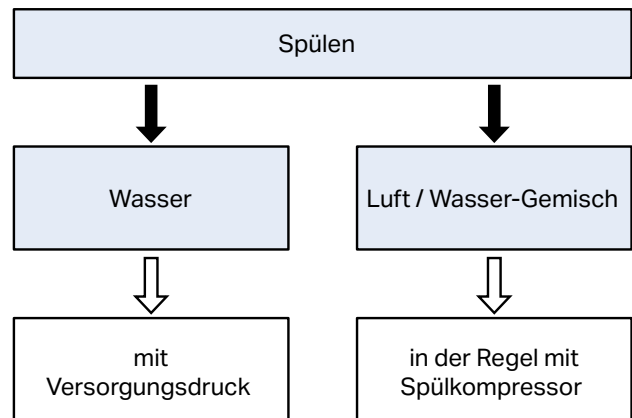 Spülen
Wasser
Luft / Wasser-Gemisch
mit
Versorgungsdruck
in der Regel mit
Spülkompressor